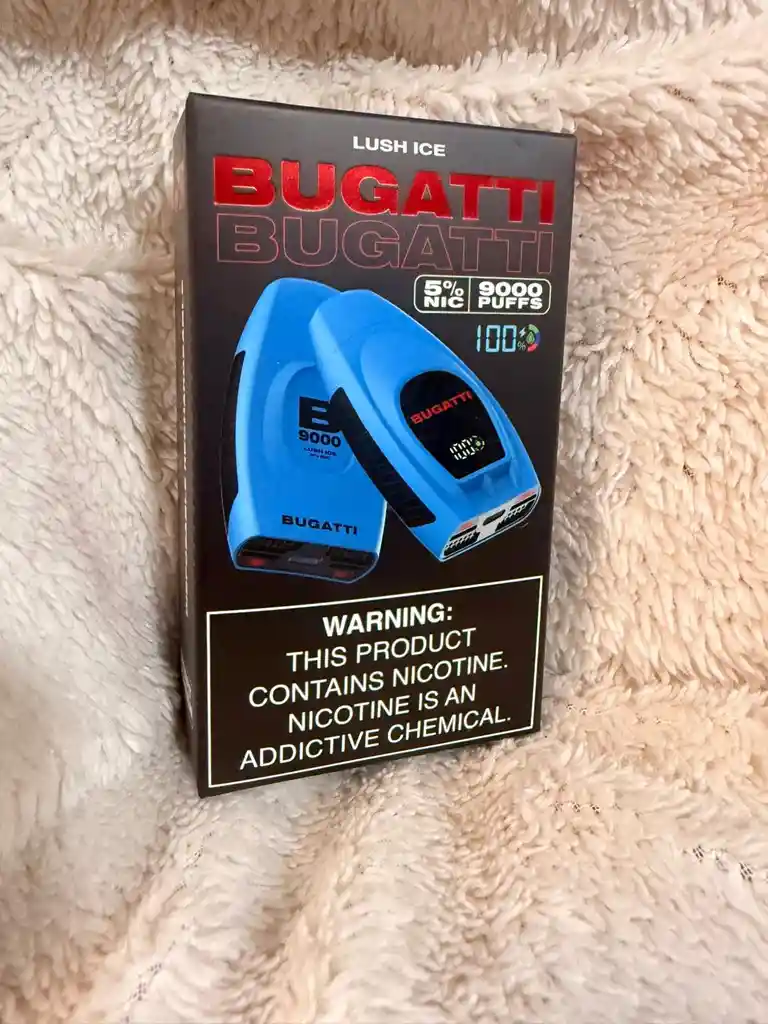 LUSH ICE
BUGATTI
BUGATTI
5% NIC
9000 PUFFS
100%
B
9000
LUSH ICE
BUGATTI
BUGATTI
100
WARNING:
THIS PRODUCT
CONTAINS NICOTINE.
NICOTINE IS AN
ADDICTIVE CHEMICAL.